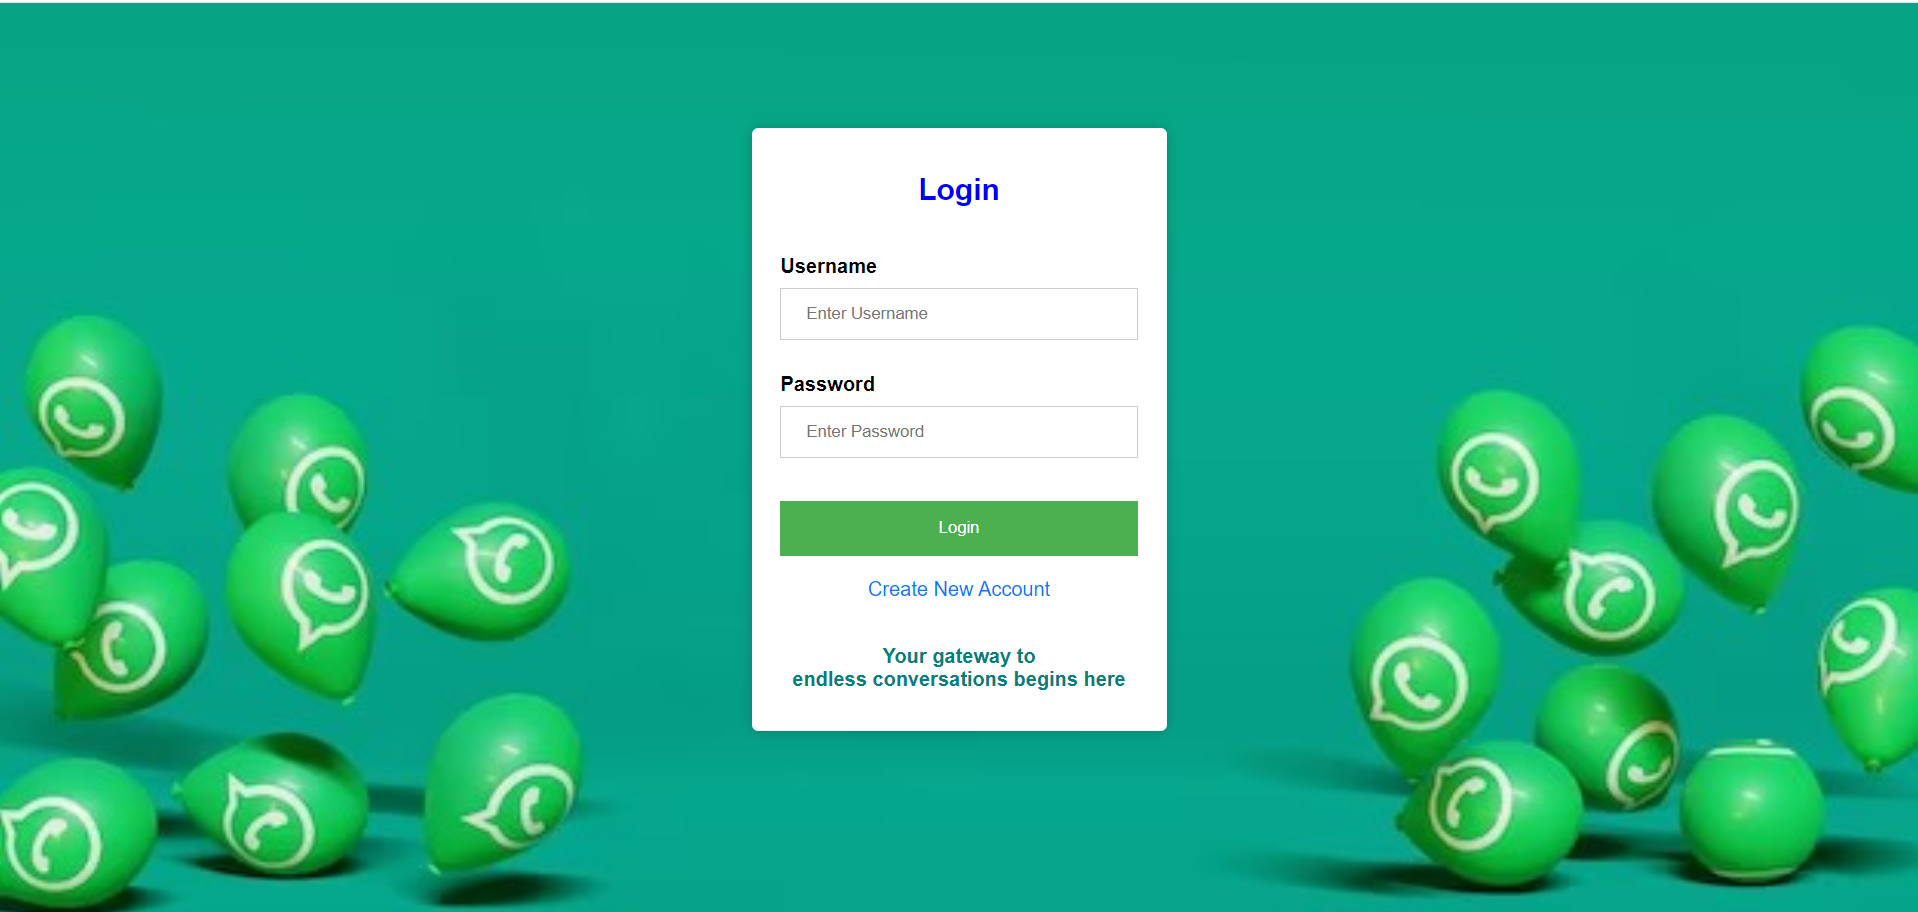 Login
Username
Enter Username
Password
Enter Password
Login
Create New Account
Your gateway to
endless conversations begins here